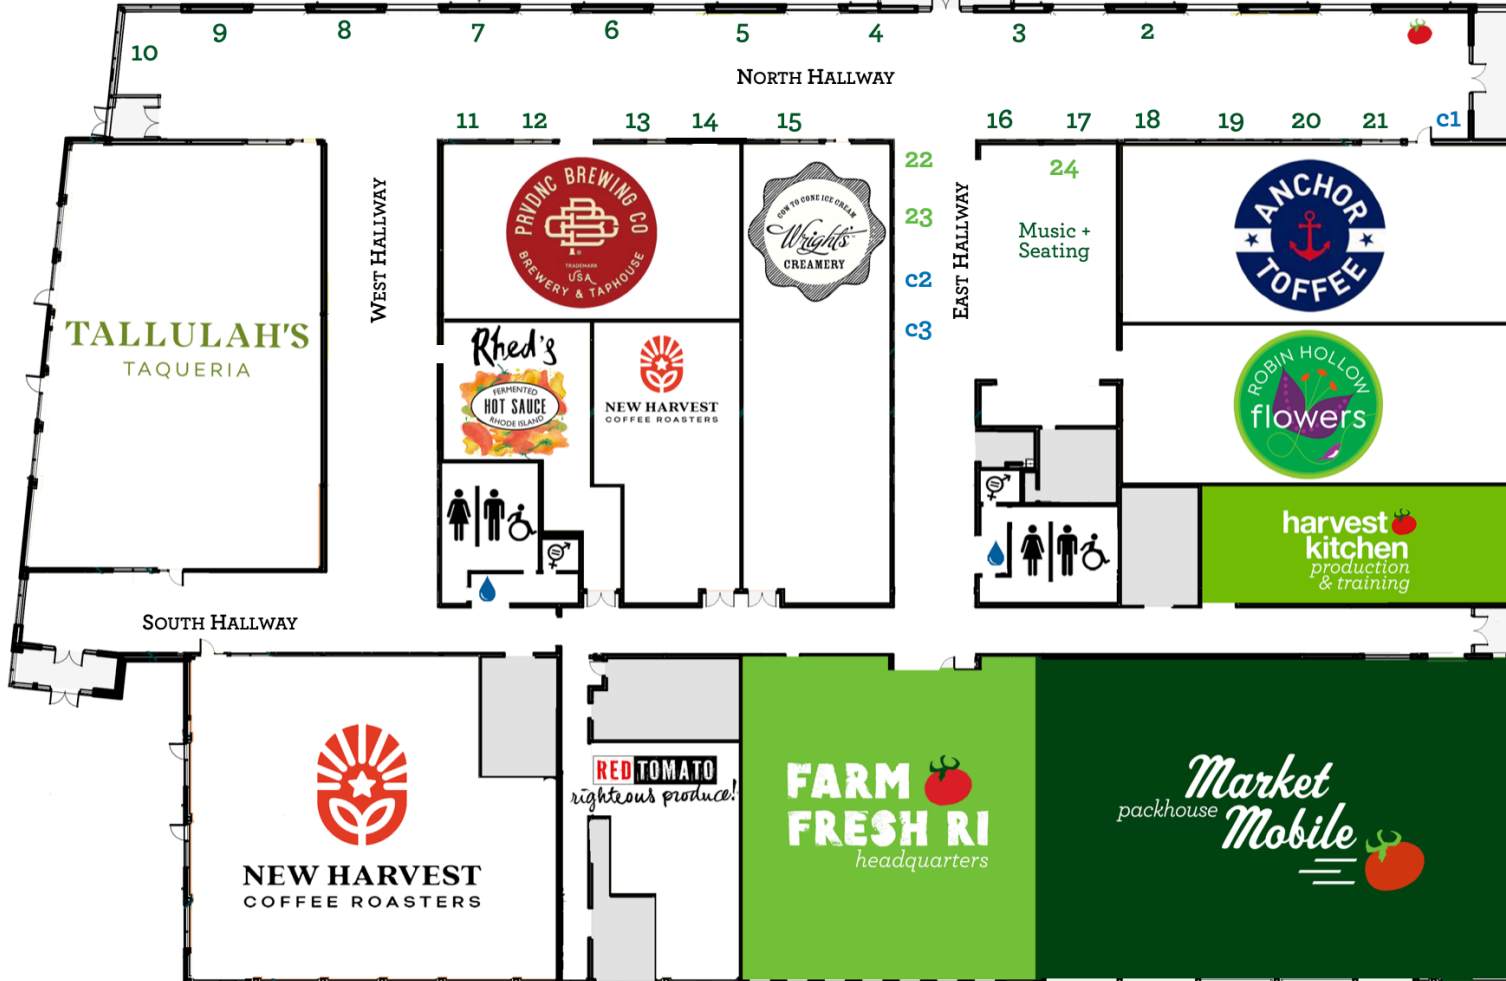 10
9
8
7
6
5
4
3
2
North Hallway
11
12
13
14
15
16
17
18
19
20
21
c1
22
23
c2
c3
24
West Hallway
East Hallway
Music +
Seating
TALLULAH'S
TAQUERIA
PRVDNC BREWING CO
TRADEMARK
USA
BREWERY & TAPHOUSE
COW TO CONE ICE CREAM
Wright's
CREAMERY
ANCHOR
TOFFEE
Rhed's
FERMENTED
HOT SAUCE
RHODE ISLAND
NEW HARVEST
COFFEE ROASTERS
ROBIN HOLLOW
flowers
harvest
kitchen
production
& training
South Hallway
NEW HARVEST
COFFEE ROASTERS
RED TOMATO
righteous produce!
FARM
FRESH RI
headquarters
Market
packhouse Mobile